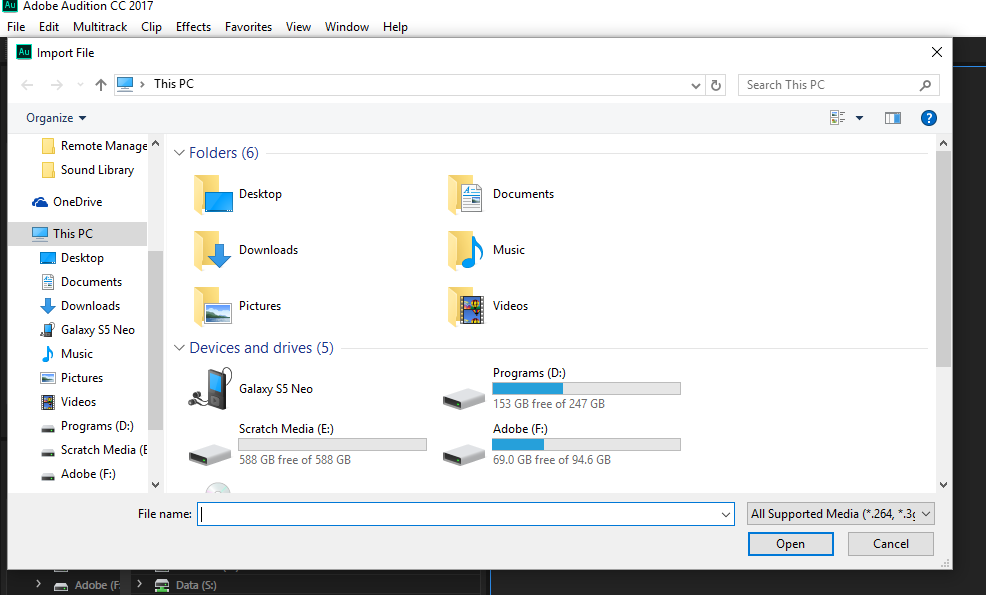 Au Adobe Audition CC 2017
File Edit Multitrack Clip Effects Favorites View Window Help
Au Import File
This PC
Search This PC
Organize
Remote Manage
Sound Library
OneDrive
This PC
Desktop
Documents
Downloads
Galaxy S5 Neo
Music
Pictures
Videos
Programs (D:)
Scratch Media (E
Adobe (F:)
Folders (6)
Desktop
Documents
Downloads
Music
Pictures
Videos
Devices and drives (5)
Galaxy S5 Neo
Programs (D:)
153 GB free of 247 GB
Scratch Media (E:)
588 GB free of 588 GB
Adobe (F:)
69.0 GB free of 94.6 GB
File name:
All Supported Media (*.264, *.3g
Open
Cancel
Adobe (F:
Data (S:)